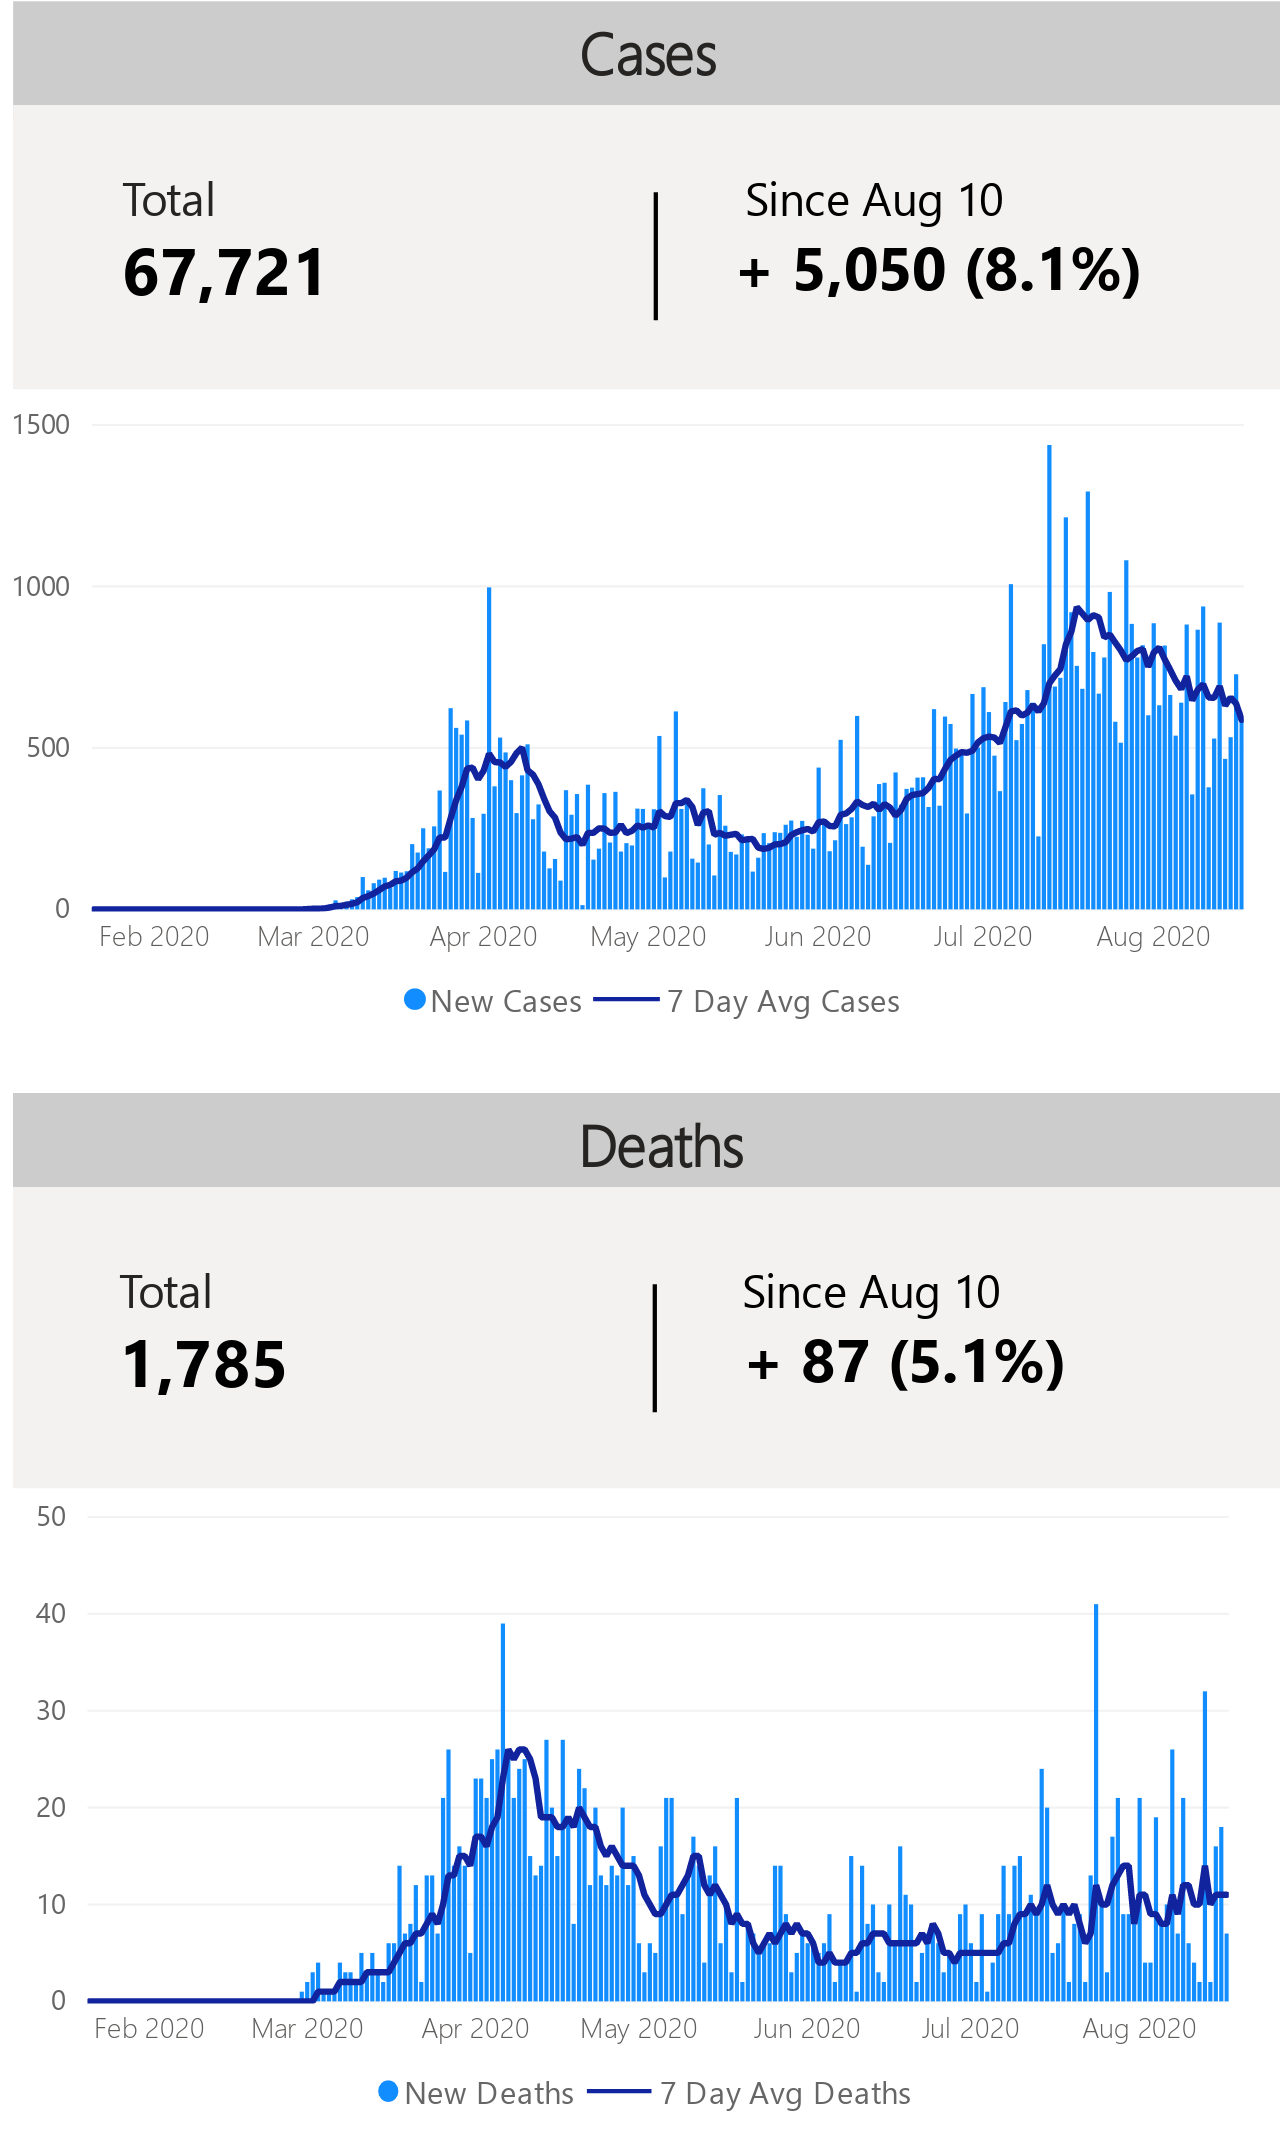 Cases
Total
67,721
Since Aug 10
+ 5,050 (8.1%)
1500
1000
500
0
Feb 2020 Mar 2020 Apr 2020 May 2020 Jun 2020 Jul 2020 Aug 2020
New Cases 7 Day Avg Cases
Deaths
Total
1,785
Since Aug 10
+ 87 (5.1%)
50
40
30
20
10
0
Feb 2020 Mar 2020 Apr 2020 May 2020 Jun 2020 Jul 2020 Aug 2020
New Deaths 7 Day Avg Deaths